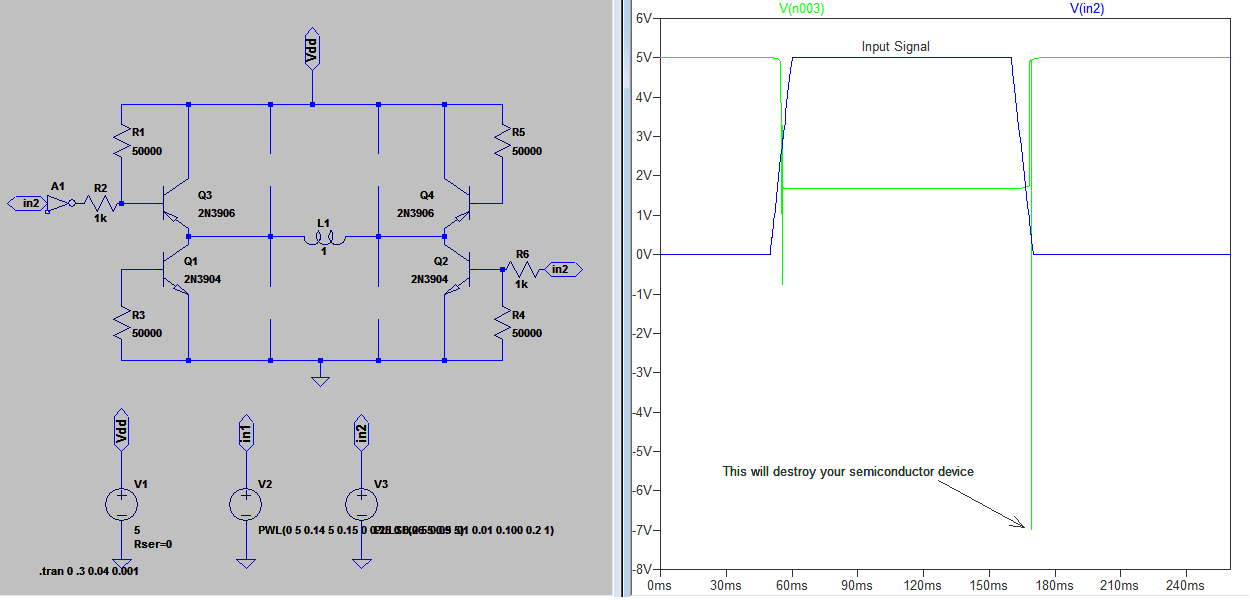 Vdd
R1
50000
R5
50000
in2
A1
R2
1k
Q3
2N3906
Q4
2N3906
L1
1
Q1
2N3904
Q2
2N3904
R6
1k
in2
R3
50000
R4
50000
Vdd
in1
in2
V1
5
Rser=0
V2
PWL(0 5 0.14 5 0.15 0
V3
0.01 0.100 0.2 1)
.tran 0 .3 0.04 0.001
V(n003)
V(in2)
6V
5V
4V
3V
2V
1V
0V
-1V
-2V
-3V
-4V
-5V
-6V
-7V
-8V
Input Signal
This will destroy your semiconductor device
0ms
30ms
60ms
90ms
120ms
150ms
180ms
210ms
240ms